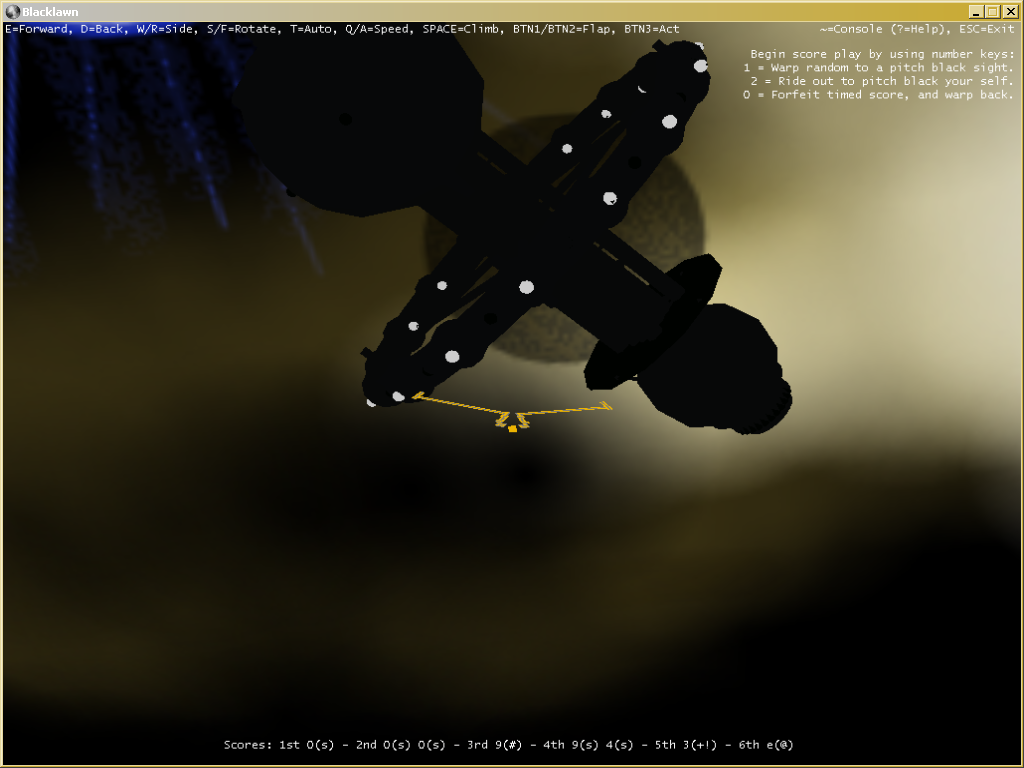 Blacklawn
E=Forward, D=Back, W/R=Side, S/F=Rotate, T=Auto, Q/A=Speed, SPACE=Climb, BTN1/BTN2=Flap, BTN3=Act
~=Console (?=Help), ESC=Exit
Begin score play by using number keys:
1 = Warp random to a pitch black sight.
2 = Ride out to pitch black your self.
0 = Forfeit timed score, and warp back.
Scores: 1st 0(s) - 2nd 0(s) 0(s) - 3rd 9(#) - 4th 9(s) 4(s) - 5th 3(+!) - 6th e(@)